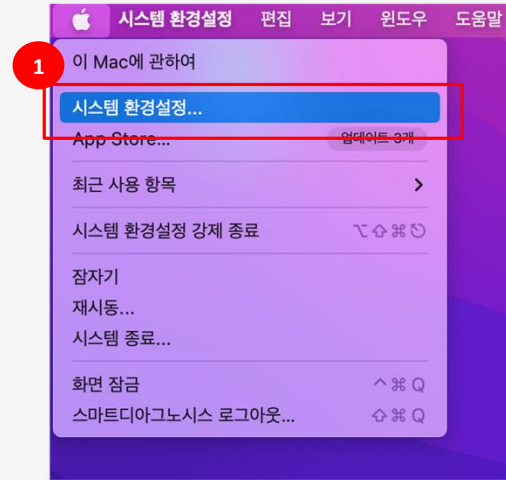 시스템 환경설정 편집 보기 윈도우 도움말
1
이 Mac에 관하여
시스템 환경설정...
App Store... 업데이트 3개
최근 사용 항목 >
시스템 환경설정 강제 종료 ⌥⇧⌘⎋
잠자기
재시동...
시스템 종료...
화면 잠금 ^⌘Q
스마트디아그노시스 로그아웃... ⇧⌘Q